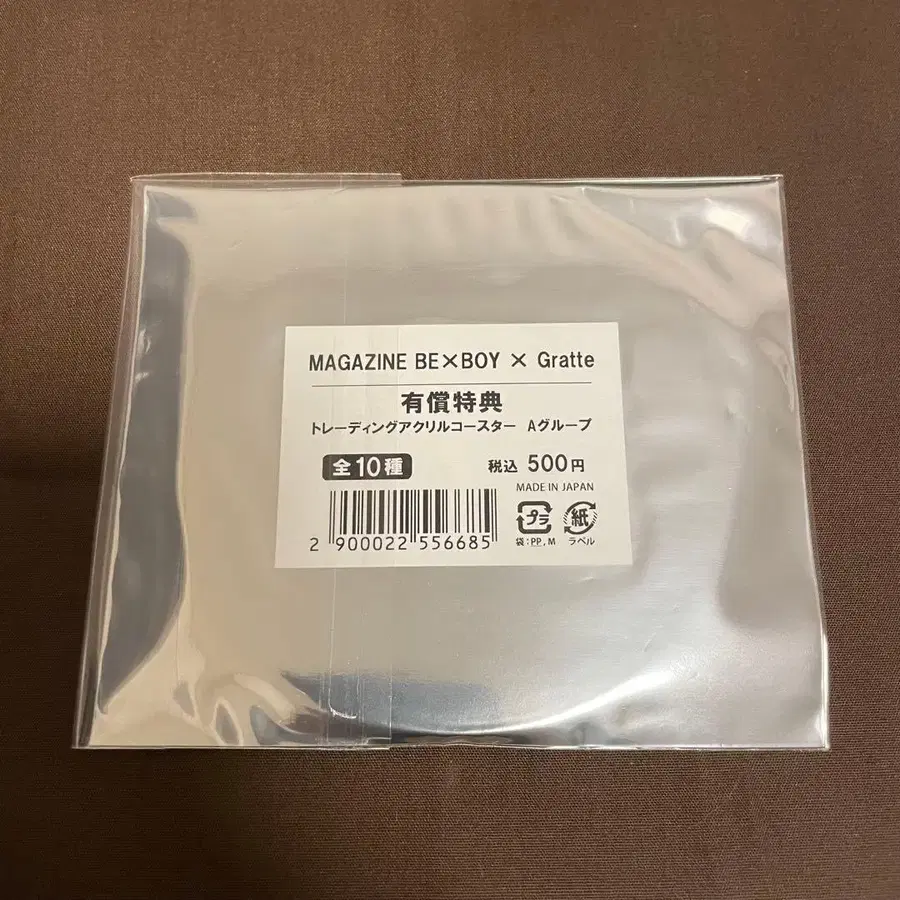 MAGAZINE BE×BOY × Gratte
有償特典
トレーディングアクリルコースター Aグループ
全10種 税込 500円
MADE IN JAPAN
プラ 紙
袋:PP,M ラベル
2 900022 556685